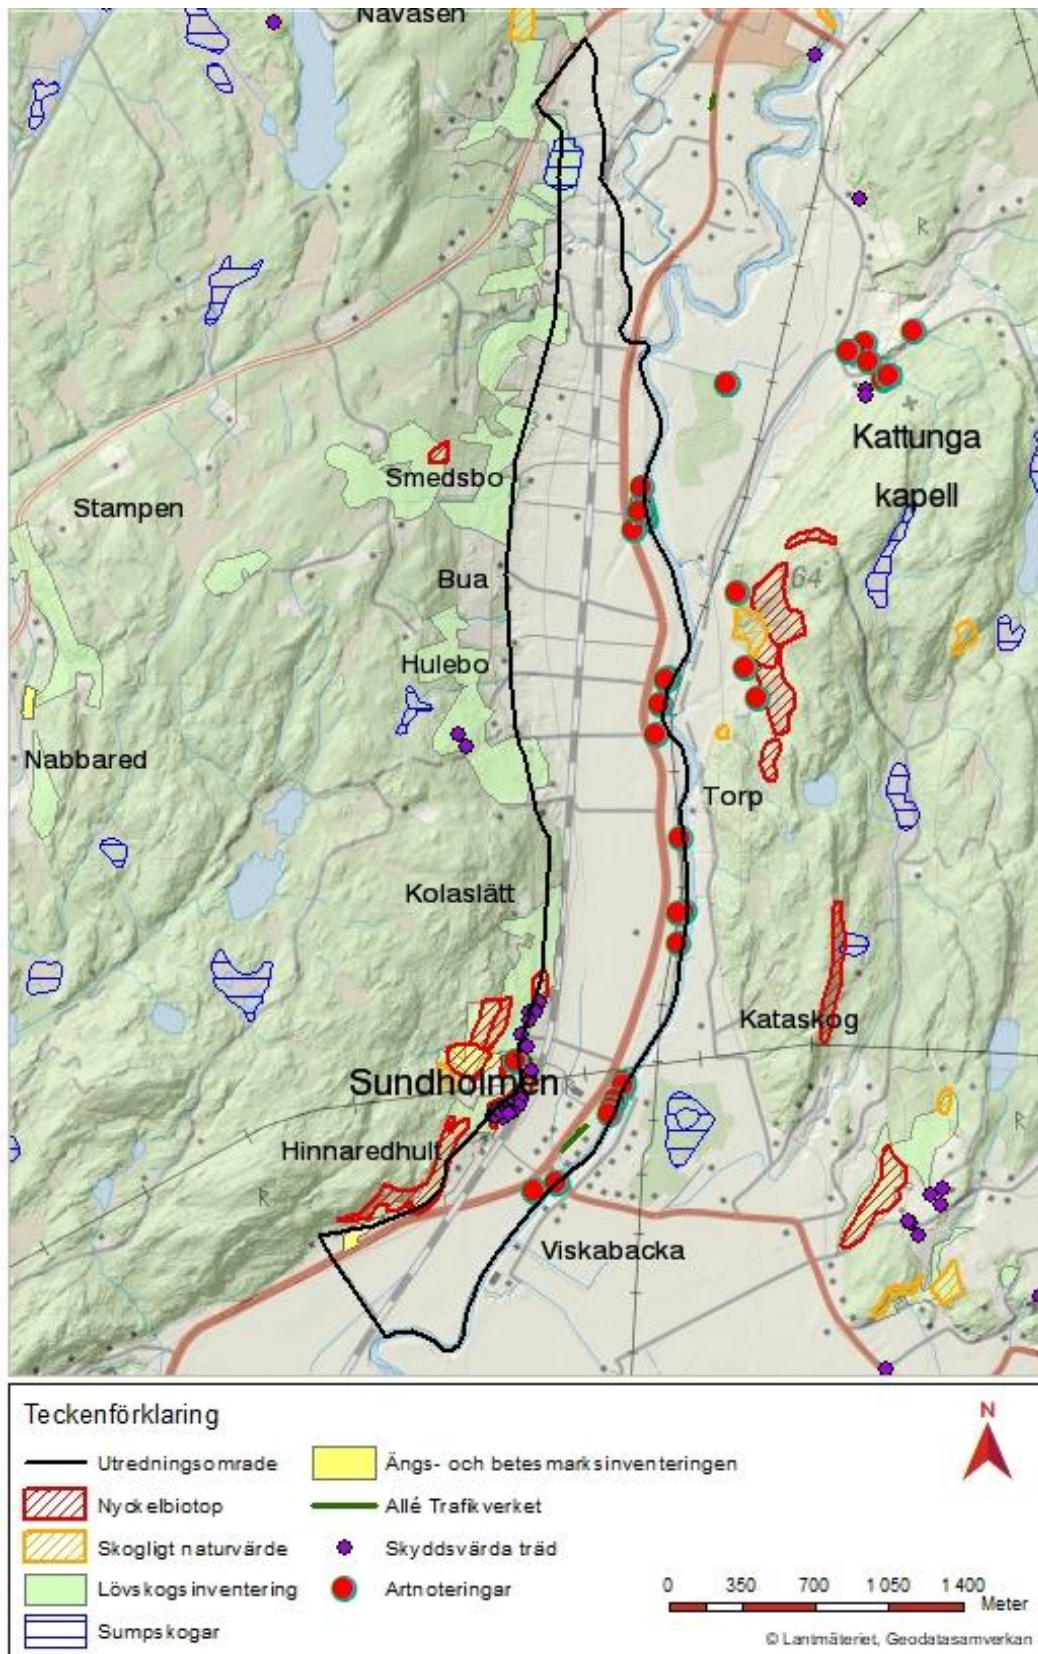 Navåsen
Kattunga
kapell
Smedsbo
Stampen
64
Bua
Hulebo
Nabbared
Torp
Kolaslätt
Kataskog
Sundholmen
Hinnaredhult
Viskabacka
R
R
R
Teckenförklaring
N
Utredningsområde
Ängs- och betesmarksinventeringen
Nyckelbiotop
Allé Trafikverket
Skogligt naturvärde
Skyddsvärda träd
Lövskogsinventering
Artnoteringar
0 350 700 1 050 1 400
Meter
Sumpskogar
© Lantmäteriet, Geodatasamverkan